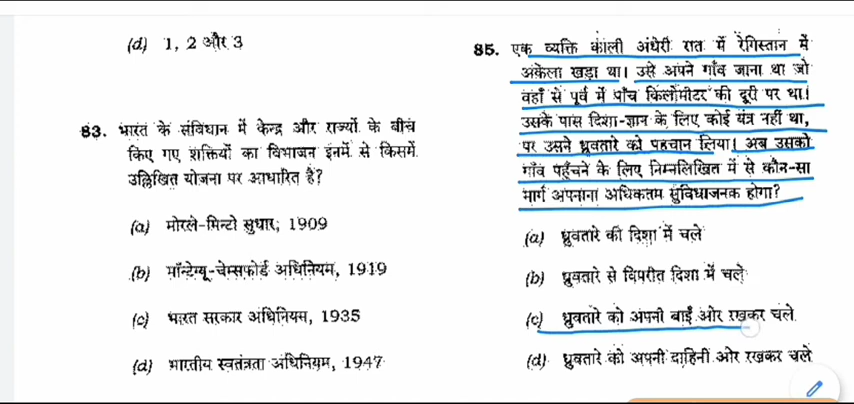 (d) 1, 2 और 3
83. भारत के संविधान में केन्द्र और राज्यों के बीच
किए गए शक्तियों का विभाजन इनमें से किसमें
उल्लिखित योजना पर आधारित है?
(a) मोरले-मिन्टो सुधार, 1909
(b) मॉन्टेग्यू-चेम्सफोर्ड अधिनियम, 1919
(c) भारत सरकार अधिनियम, 1935
(d) भारतीय स्वतंत्रता अधिनियम, 1947
85. एक व्यक्ति काली अंधेरी रात में रेगिस्तान में
अकेला खड़ा था। उसे अपने गाँव जाना था जो
वहाँ से पूर्व में पाँच किलोमीटर की दूरी पर था।
उसके पास दिशा-ज्ञान के लिए कोई यंत्र नहीं था,
पर उसने ध्रुवतारे को पहचान लिया। अब उसको
गाँव पहुँचने के लिए निम्नलिखित में से कौन-सा
मार्ग अपनाना अधिकतम सुविधाजनक होगा?
(a) ध्रुवतारे की दिशा में चले
(b) ध्रुवतारे से विपरीत दिशा में चले
(c) ध्रुवतारे को अपनी बाईं ओर रखकर चले
(d) ध्रुवतारे को अपनी दाहिनी ओर रखकर चले